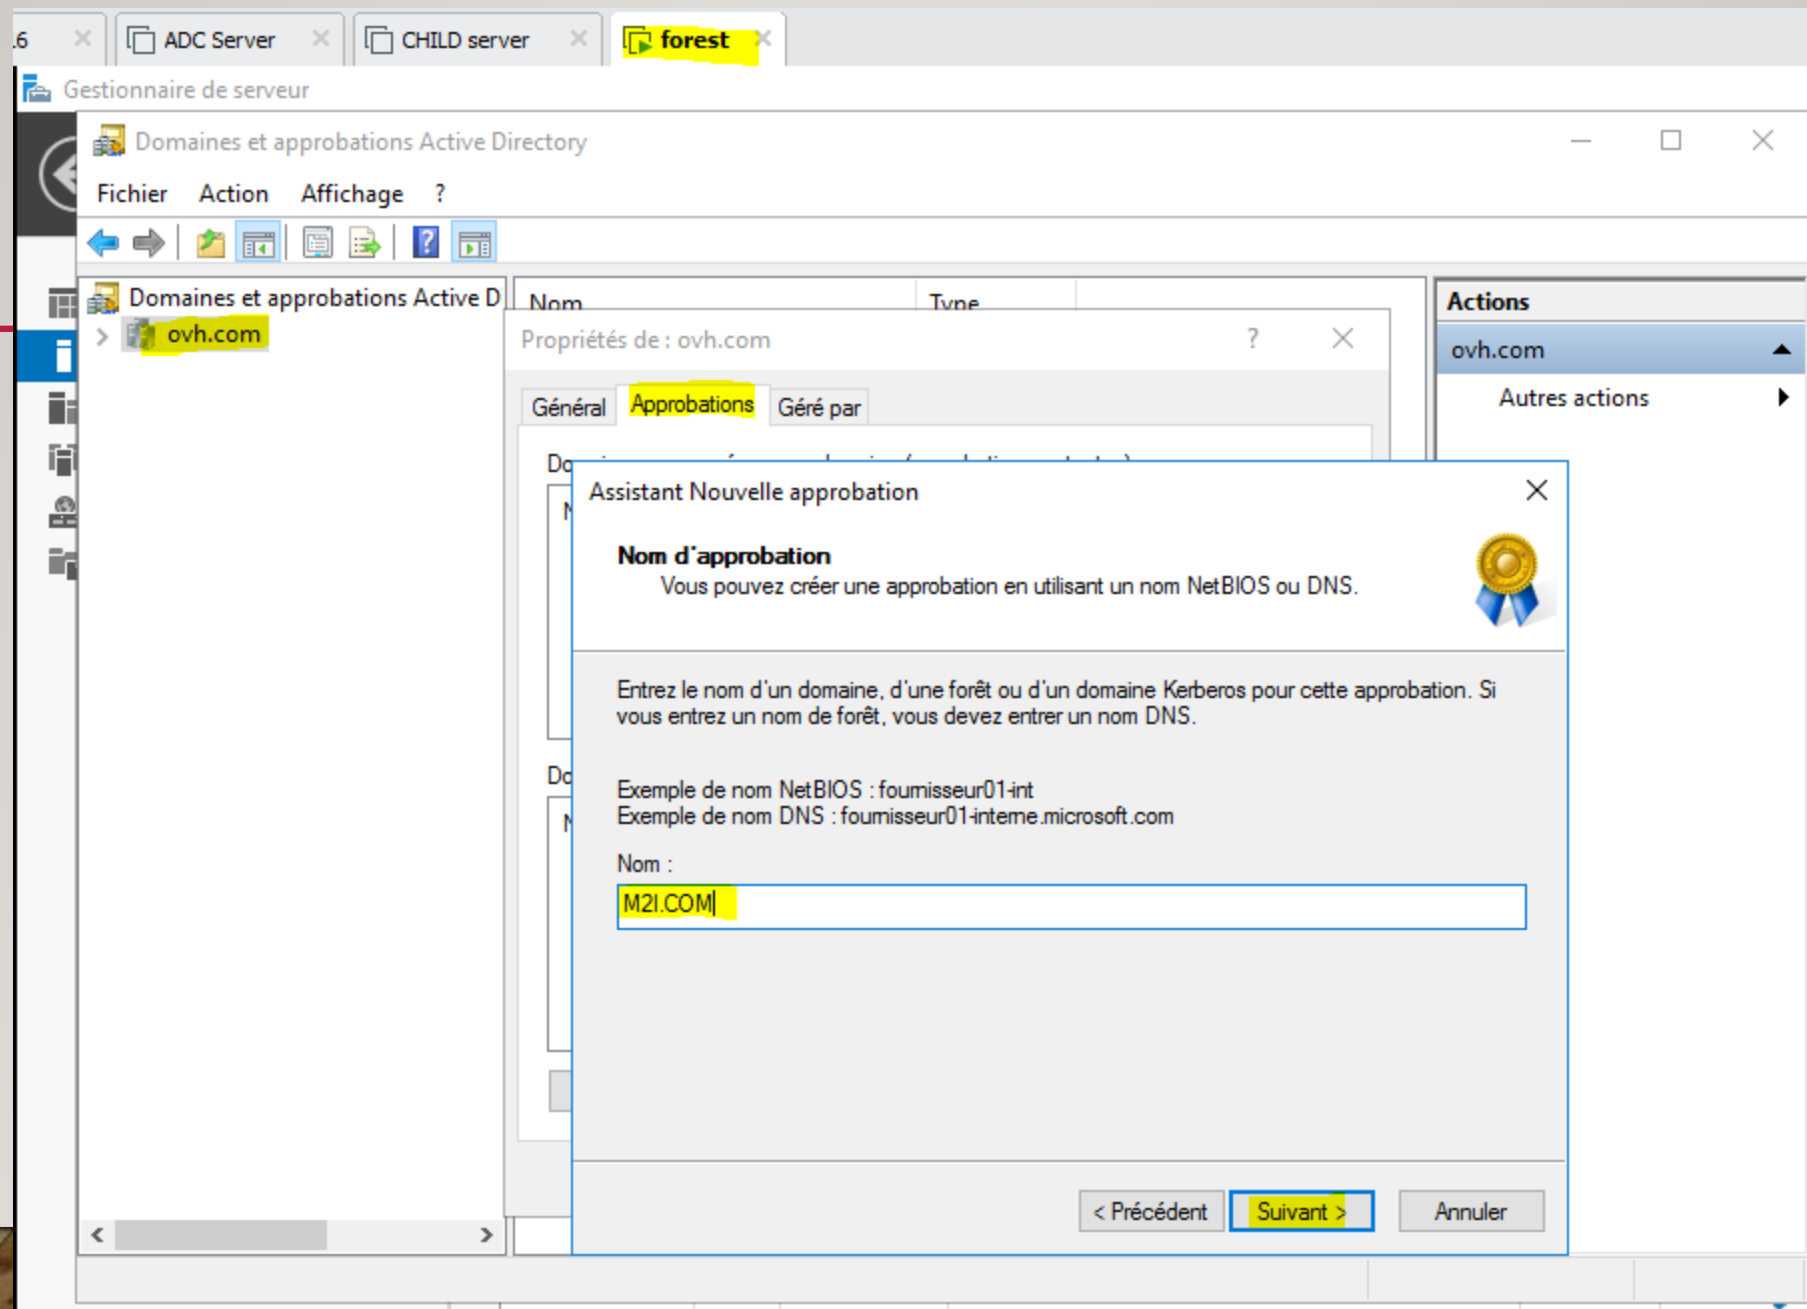 .6
ADC Server
CHILD server
forest
Gestionnaire de serveur
Domaines et approbations Active Directory
Fichier Action Affichage ?
Domaines et approbations Active D
ovh.com
Nom Type
Actions
ovh.com
Autres actions
Propriétés de : ovh.com
Général Approbations Géré par
Assistant Nouvelle approbation
Nom d'approbation
Vous pouvez créer une approbation en utilisant un nom NetBIOS ou DNS.
Entrez le nom d'un domaine, d'une forêt ou d'un domaine Kerberos pour cette approbation. Si
vous entrez un nom de forêt, vous devez entrer un nom DNS.
Exemple de nom NetBIOS : fournisseur01-int
Exemple de nom DNS : fournisseur01-interne.microsoft.com
Nom :
M2I.COM
< Précédent Suivant > Annuler